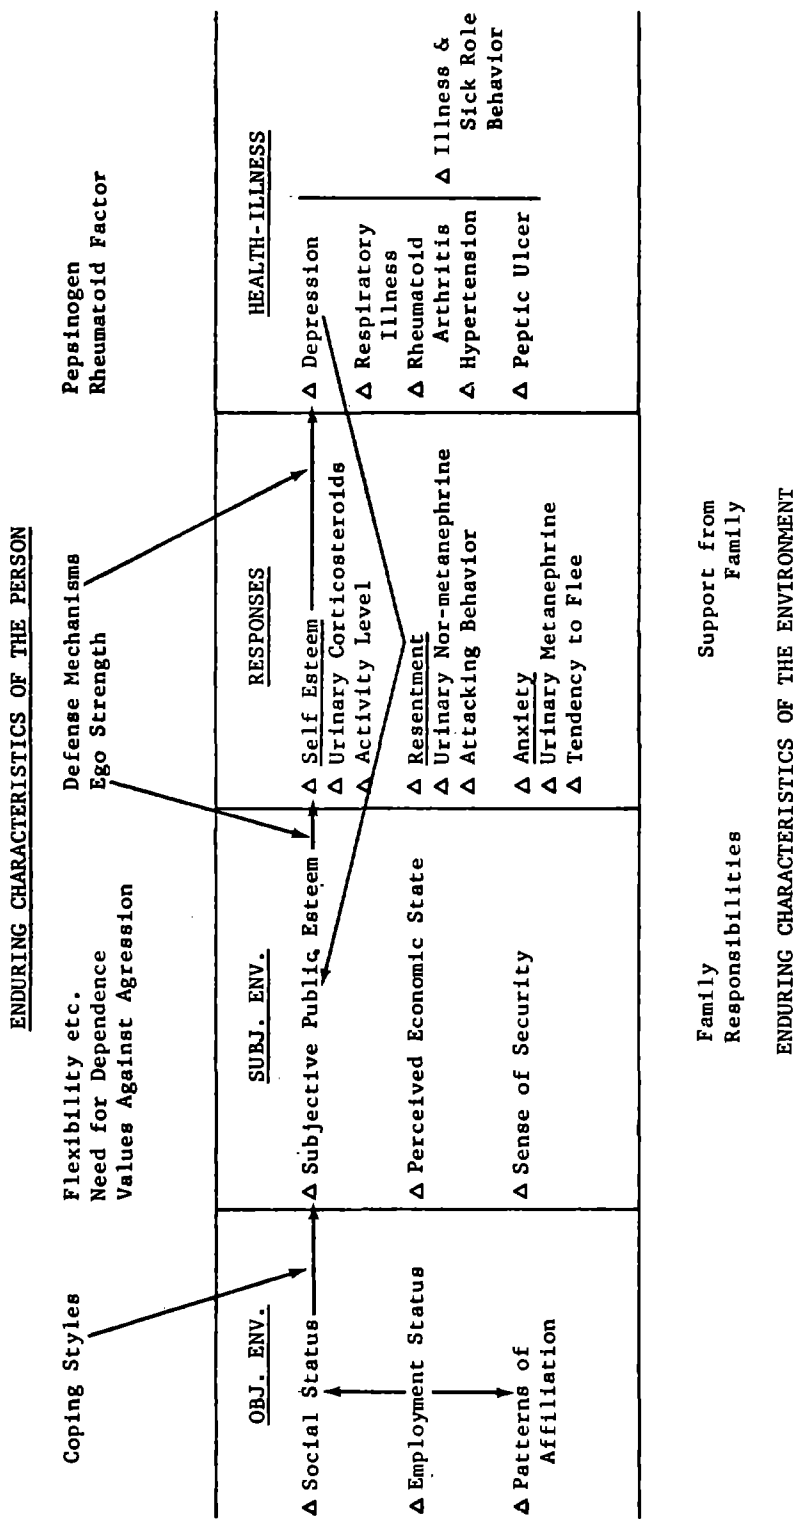 ENDURING CHARACTERISTICS OF THE PERSON
Coping Styles
Flexibility etc.
Need for Dependence
Values Against Agression
Defense Mechanisms
Ego Strength
Pepsinogen
Rheumatoid Factor
OBJ. ENV.
Δ Social Status
Δ Employment Status
Δ Patterns of
Affiliation
SUBJ. ENV.
Δ Subjective Public Esteem
Δ Perceived Economic State
Δ Sense of Security
RESPONSES
Δ Self Esteem
Δ Urinary Corticosteroids
Δ Activity Level
Δ Resentment
Δ Urinary Nor-metanephrine
Δ Attacking Behavior
Δ Anxiety
Δ Urinary Metanephrine
Δ Tendency to Flee
HEALTH-ILLNESS
Δ Depression
Δ Respiratory
Illness
Δ Rheumatoid
Arthritis
Δ Hypertension
Δ Peptic Ulcer
Δ Illness &
Sick Role
Behavior
Family
Responsibilities
Support from
Family
ENDURING CHARACTERISTICS OF THE ENVIRONMENT